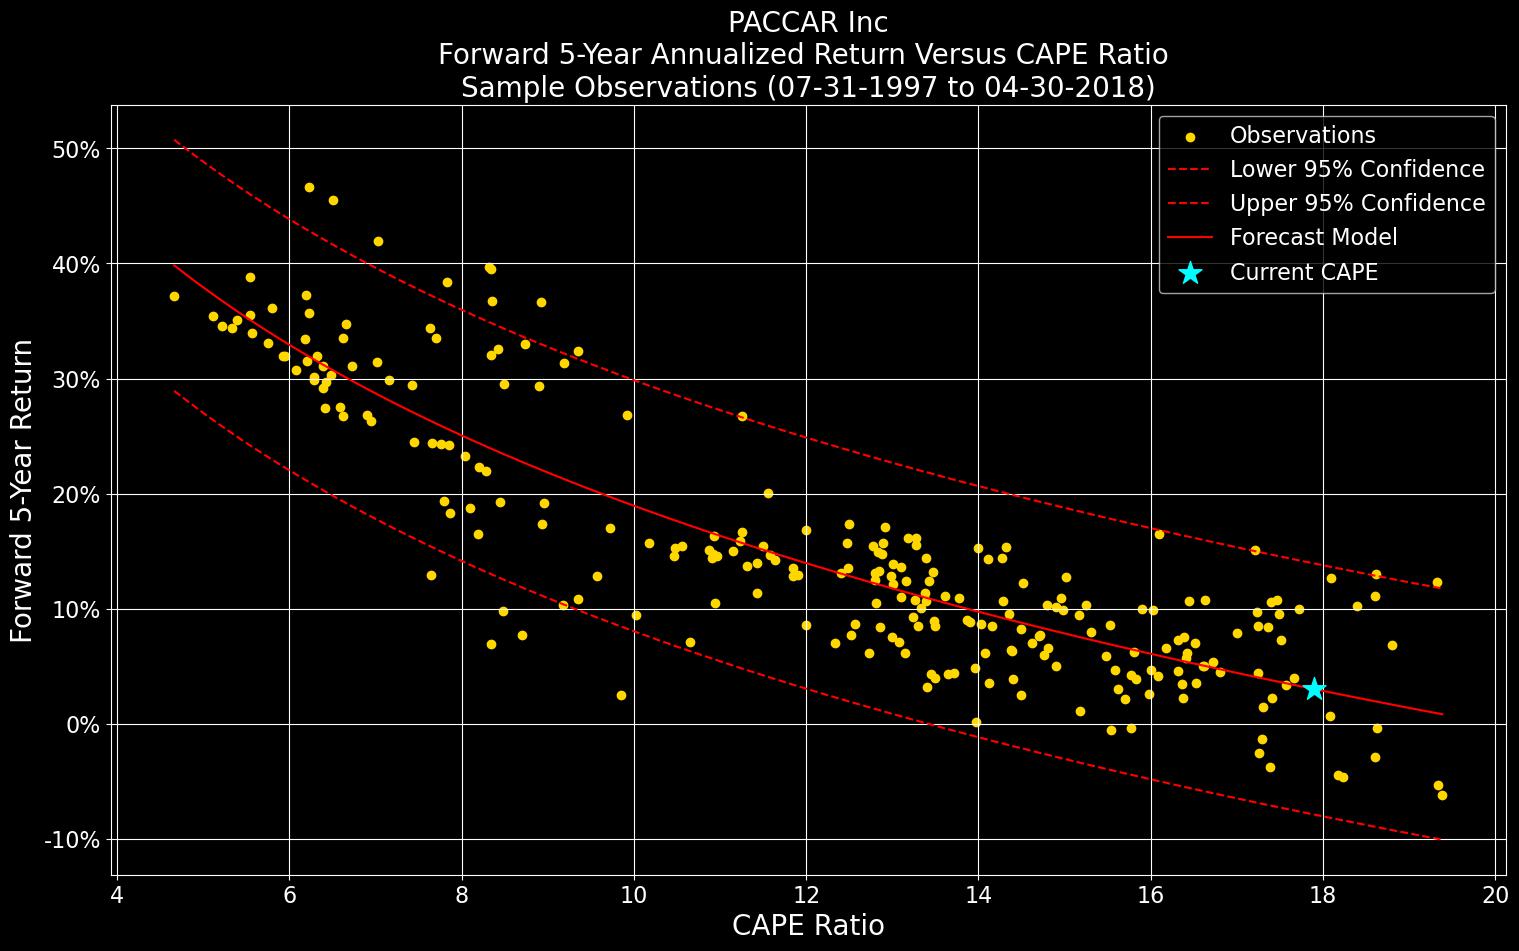 PACCAR Inc
Forward 5-Year Annualized Return Versus CAPE Ratio
Sample Observations (07-31-1997 to 04-30-2018)
Observations
Lower 95% Confidence
Upper 95% Confidence
Forecast Model
Current CAPE
Forward 5-Year Return
50%
40%
30%
20%
10%
0%
-10%
4 6 8 10 12 14 16 18 20
CAPE Ratio